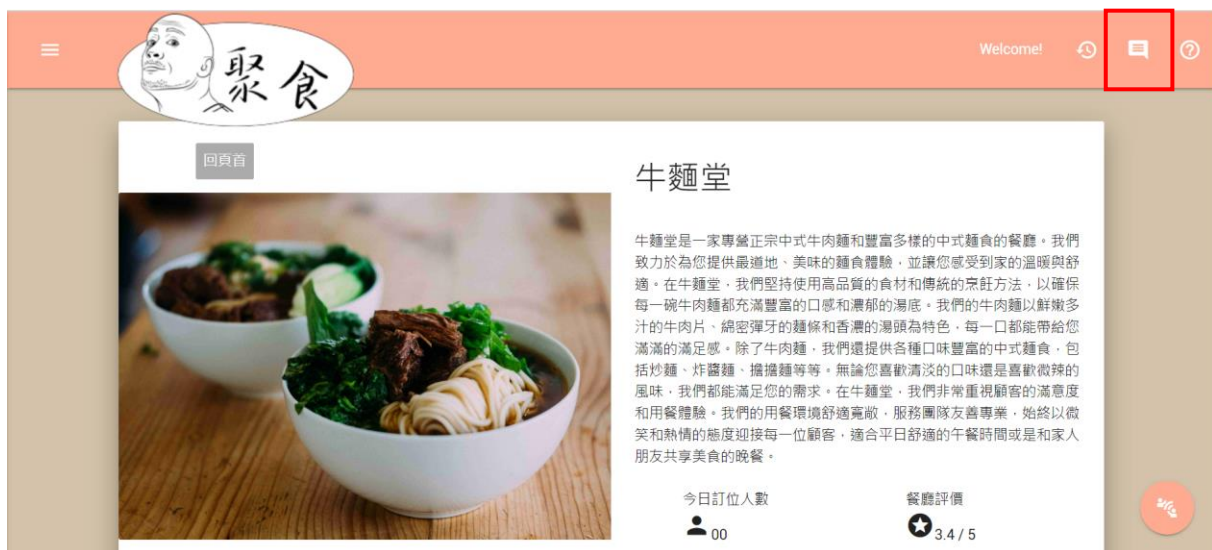 聚食
Welcome!
回頁首
牛麵堂
牛麵堂是一家專營正宗中式牛肉麵和豐富多樣的中式麵食的餐廳。我們
致力於為您提供最道地、美味的麵食體驗，並讓您感受到家的溫暖與舒
適。在牛麵堂，我們堅持使用高品質的食材和傳統的烹飪方法，以確保
每一碗牛肉麵都充滿豐富的口感和濃郁的湯底。我們的牛肉麵以鮮嫩多
汁的牛肉片、綿密彈牙的麵條和香濃的湯頭為特色，每一口都能帶給您
滿滿的滿足感。除了牛肉麵，我們還提供各種口味豐富的中式麵食，包
括炒麵、炸醬麵、擔擔麵等等。無論您喜歡清淡的口味還是喜歡微辣的
風味，我們都能滿足您的需求。在牛麵堂，我們非常重視顧客的滿意度
和用餐體驗。我們的用餐環境舒適寬敞，服務團隊友善專業，始終以微
笑和熱情的態度迎接每一位顧客，適合平日舒適的午餐時間或是和家人
朋友共享美食的晚餐。
今日訂位人數
00
餐廳評價
3.4 / 5